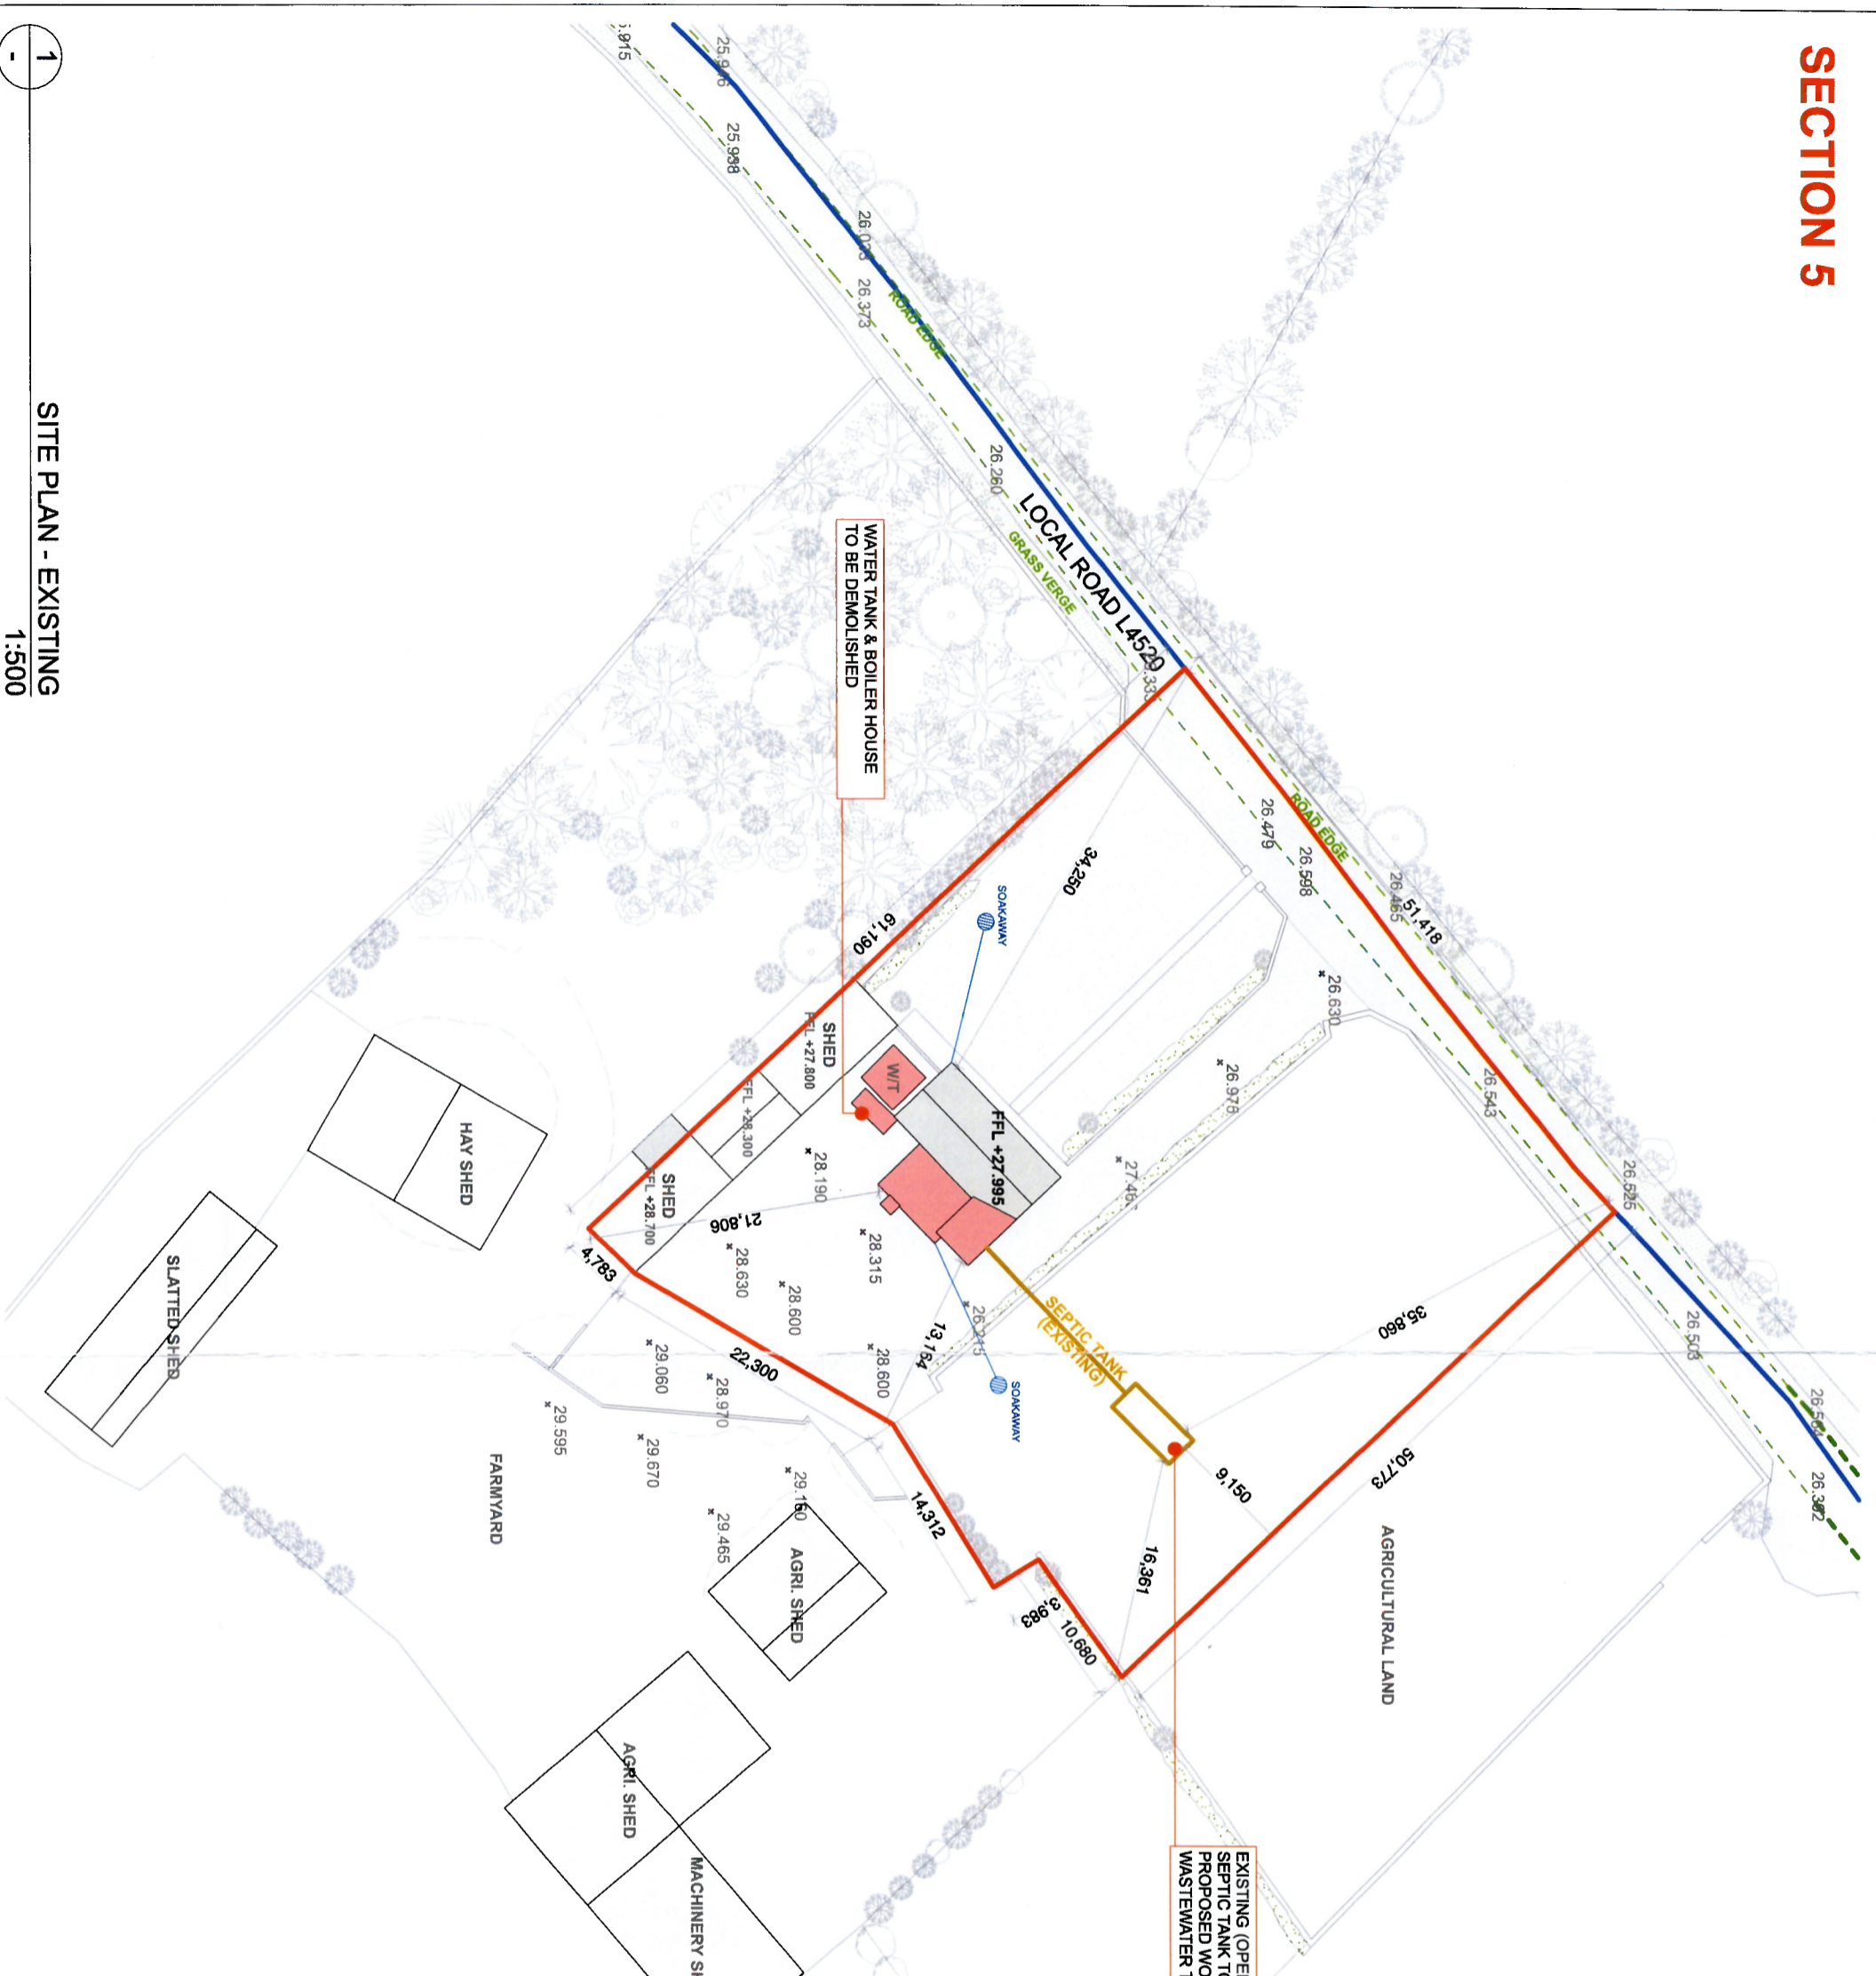 SECTION 5
25.938
26.373
26.260
ROAD EDGE
LOCAL ROAD L4520
GRASS VERGE
WATER TANK & BOILER HOUSE
TO BE DEMOLISHED
34,250
61,190
SOAKAWAY
ROAD EDGE
26.479
26.598
26.465
51,418
26.630
26.978
26.543
26.525
26.503
SHED
FFL +27.800
W/T
FFL +27.995
FFL +28.300
28.190
SHED
FFL +28.700
21,806
28.315
28.630
28.600
4,783
22,300
28.600
13,164
26.215
SEPTIC TANK
(EXISTING)
SOAKAWAY
35,860
50,773
9,150
16,361
14,312
3,983
10,680
29.060
28.970
29.595
29.670
29.160
29.465
HAY SHED
SLATTED SHED
FARMYARD
AGRI. SHED
AGRI. SHED
AGRICULTURAL LAND
MACHINERY
EXISTING
SEPTIC TANK
PROPOSED
WASTEWATER
1
-
SITE PLAN - EXISTING
1:500